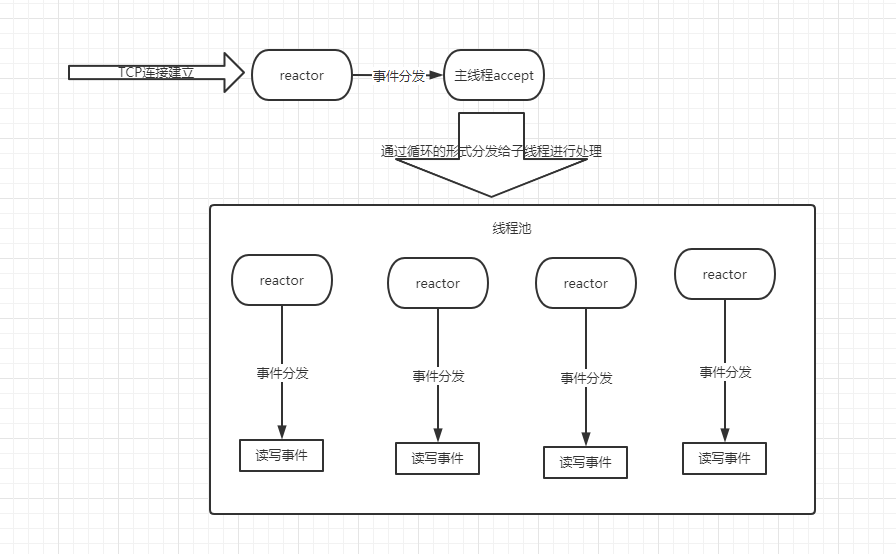 TCP连接建立
reactor
事件分发
主线程accept
通过循环的形式分发给子线程进行处理
线程池
reactor
reactor
reactor
reactor
事件分发
事件分发
事件分发
事件分发
读写事件
读写事件
读写事件
读写事件